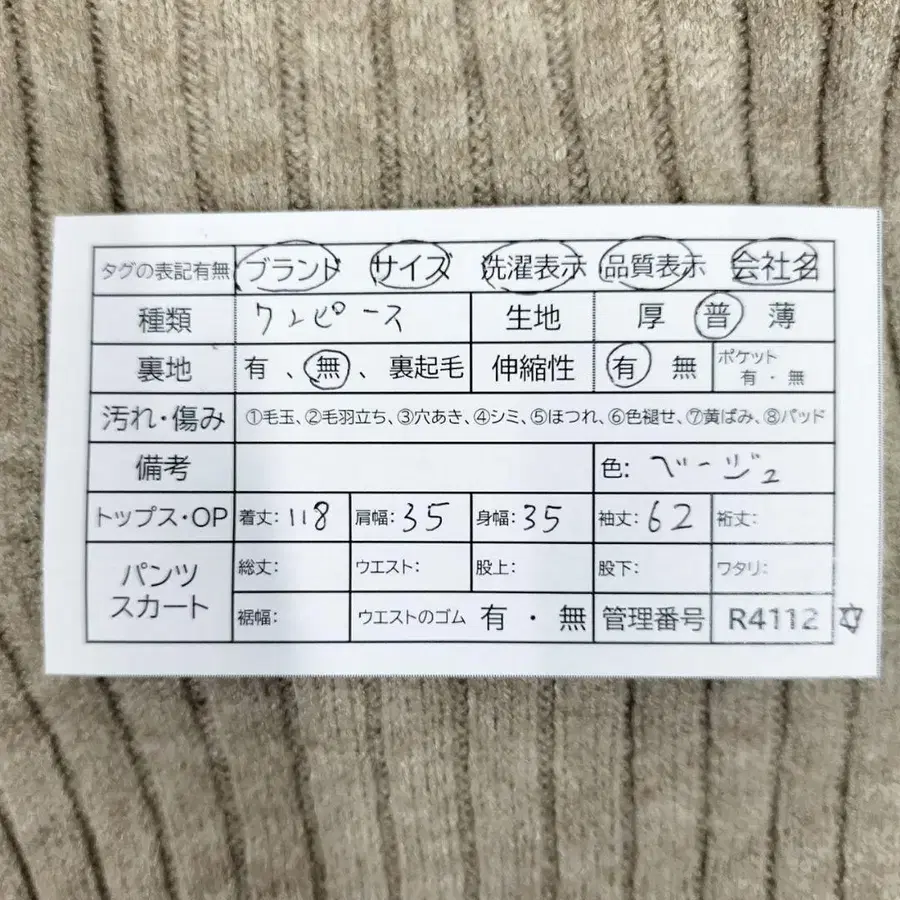 タグの表記有無 ブランド サイズ 洗濯表示 品質表示 会社名
種類 ワンピース 生地 厚 普 薄
裏地 有 、 無 、 裏起毛 伸縮性 有 無 ポケット 有 ・ 無
汚れ・傷み ①毛玉、②毛羽立ち、③穴あき、④シミ、⑤ほつれ、⑥色褪せ、⑦黄ばみ、⑧パッド
備考 色: ベージュ
トップス・OP 着丈: 118 肩幅: 35 身幅: 35 袖丈: 62 裄丈:
パンツ スカート 総丈: ウエスト: 股上: 股下: ワタリ:
裾幅: ウエストのゴム 有 ・ 無 管理番号 R4112